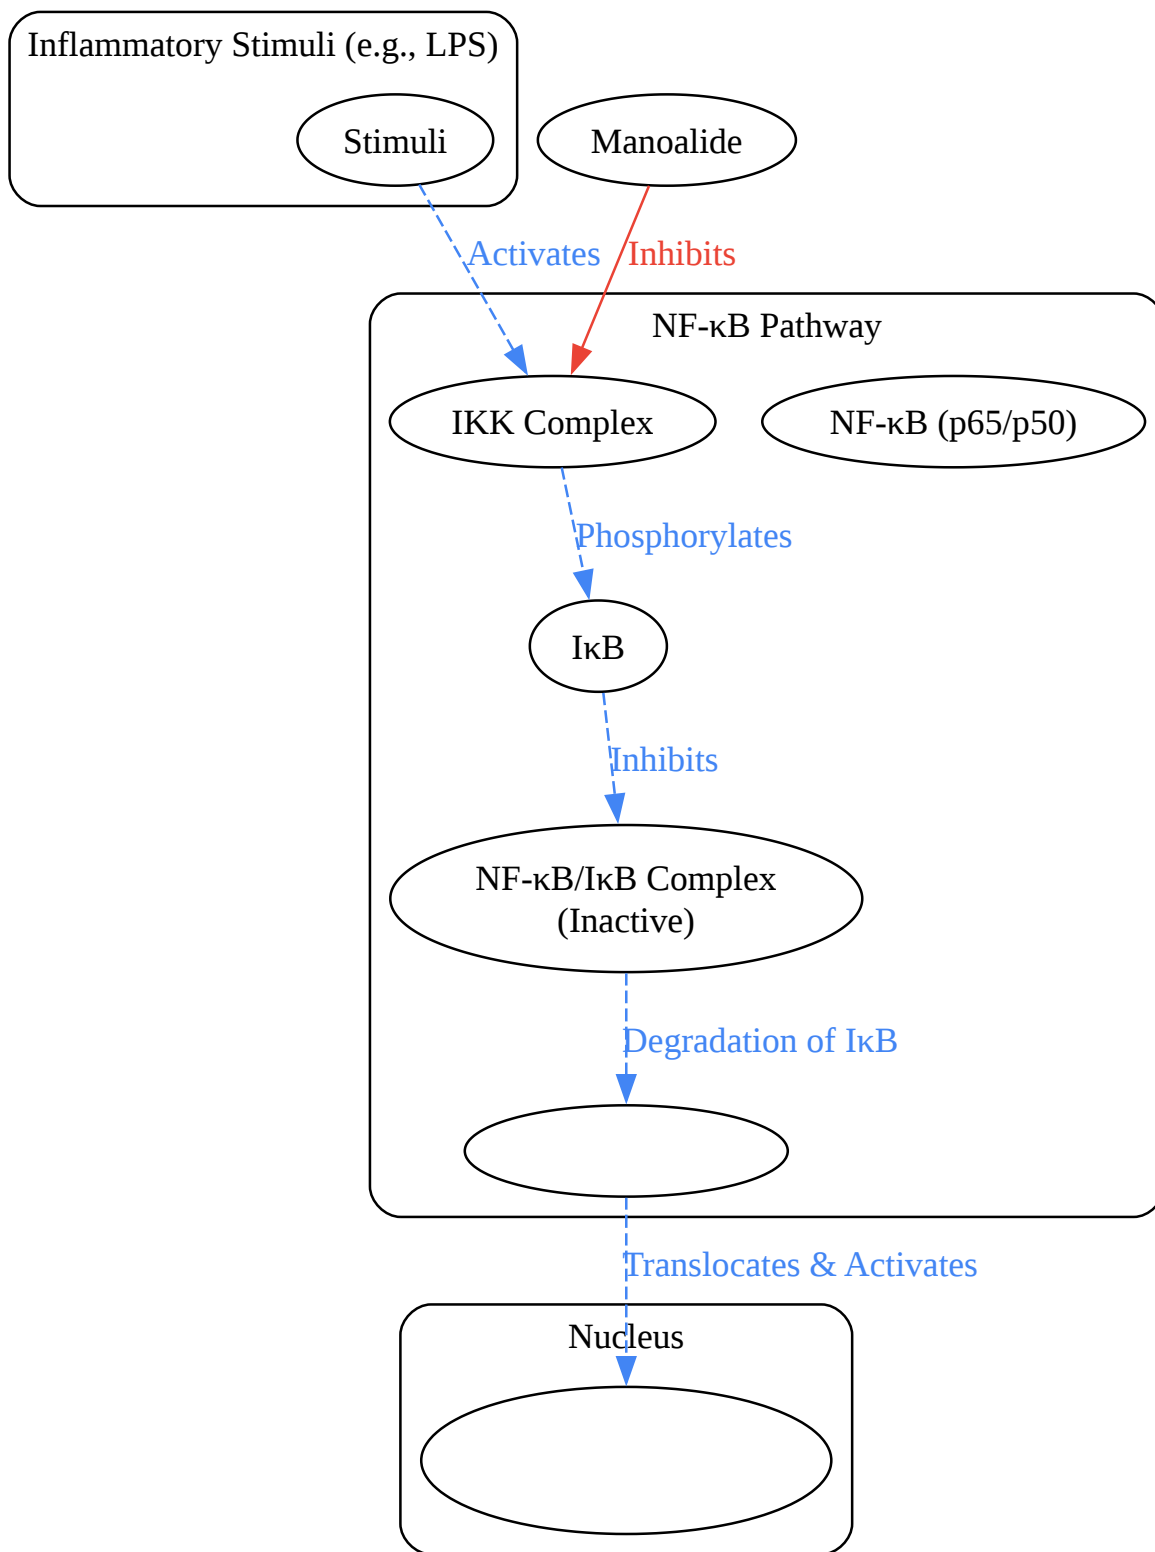 Inflammatory Stimuli (e.g., LPS)
Stimuli
Manoalide
Activates
Inhibits
NF-κB Pathway
IKK Complex
NF-κB (p65/p50)
Phosphorylates
IκB
Inhibits
NF-κB/IκB Complex
(Inactive)
Degradation of IκB
Translocates & Activates
Nucleus